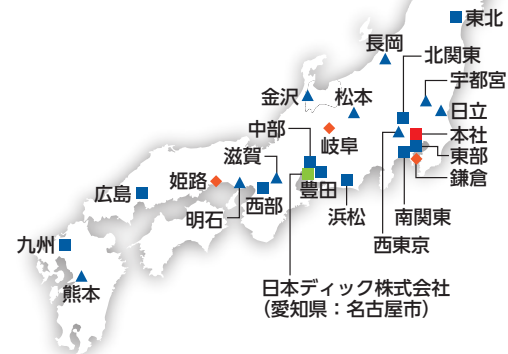 東北
長岡
北関東
宇都宮
金沢
松本
日立
中部
岐阜
本社
滋賀
東部
姫路
鎌倉
広島
豊田
明石
西部
浜松
南関東
九州
西東京
熊本
日本ディック株式会社
（愛知県：名古屋市）